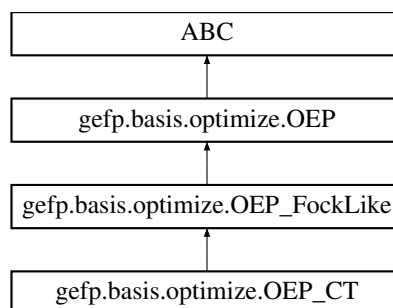 ABC
gefp.basis.optimize.OEP
gefp.basis.optimize.OEP_FockLike
gefp.basis.optimize.OEP_CT